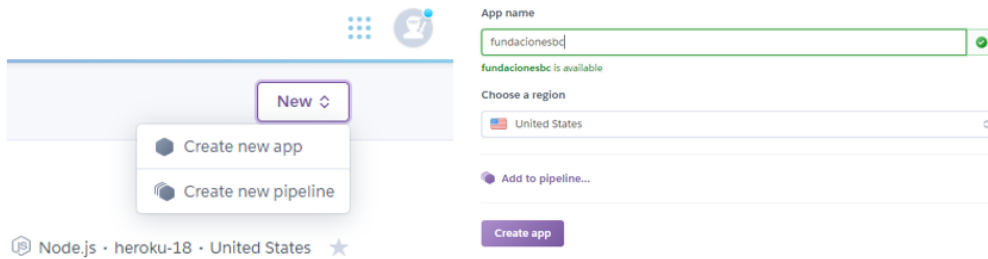 New
Create new app
Create new pipeline
JS
Node.js • heroku-18 • United States
App name
fundacionesbc
fundacionesbc is available
Choose a region
United States
Add to pipeline...
Create app